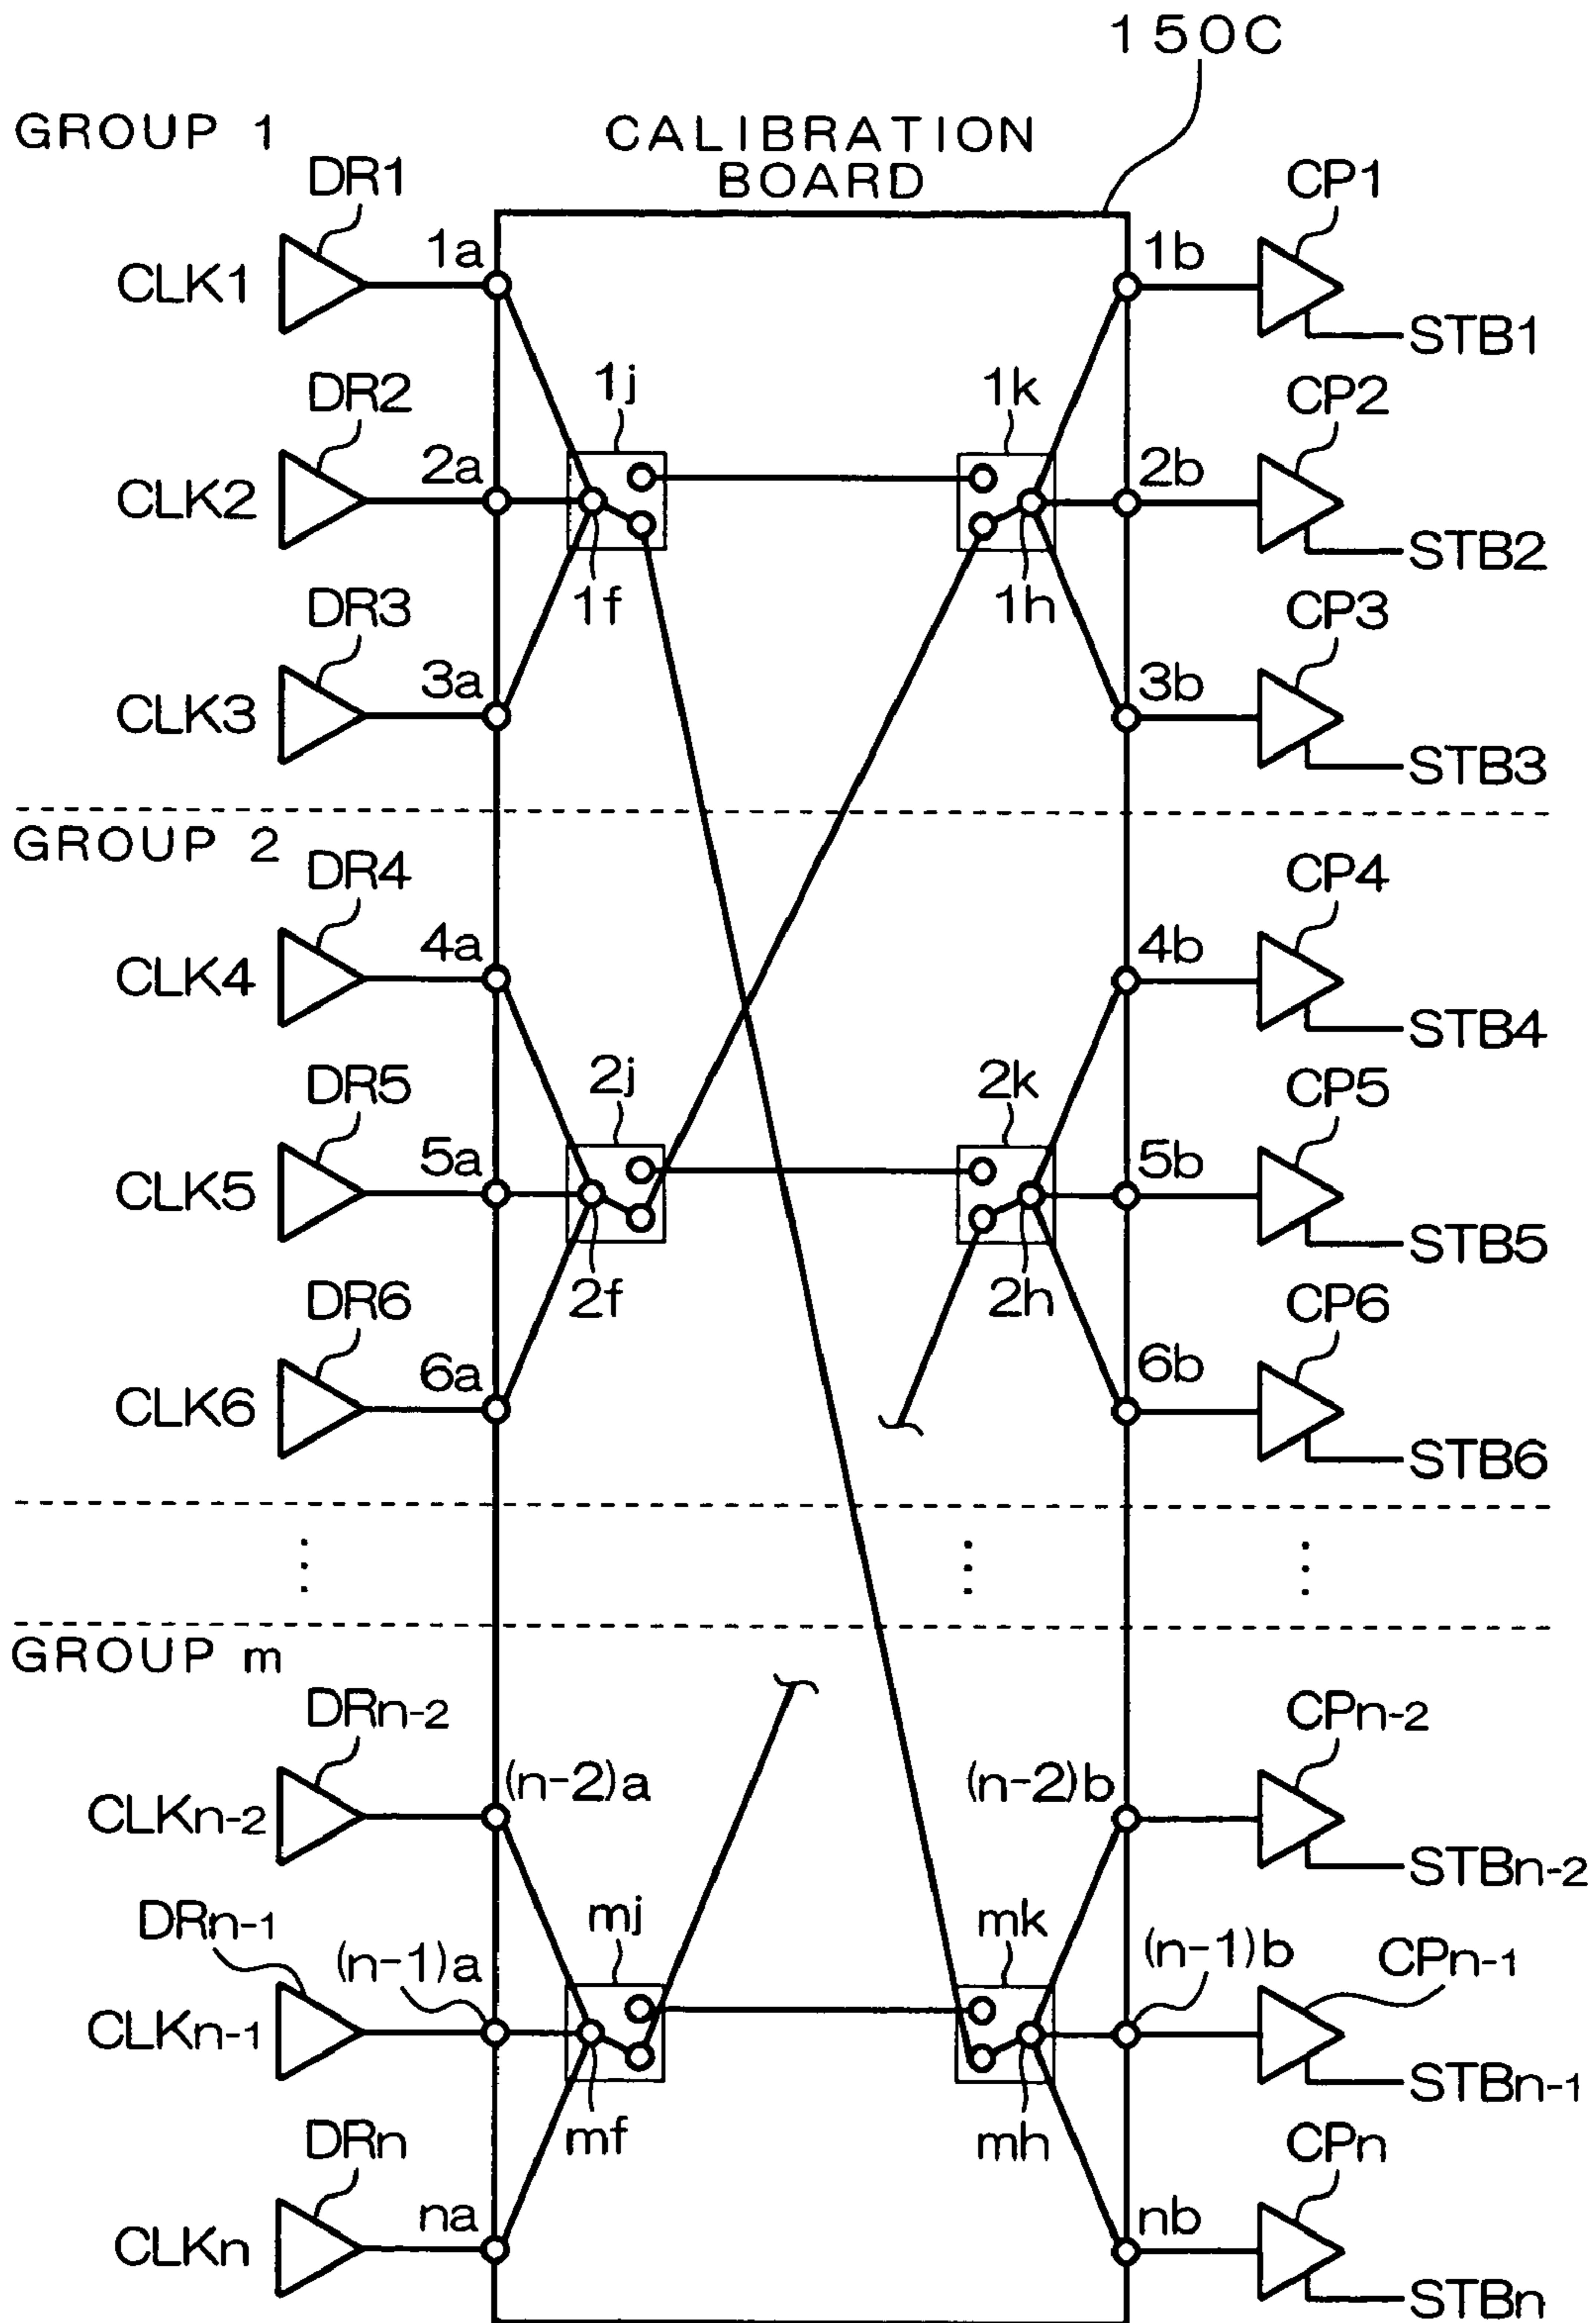 150C
GROUP 1
CALIBRATION
BOARD
DR1
CP1
1a
1b
CLK1
STB1
DR2
1j
1k
CP2
2a
2b
CLK2
STB2
DR3
1f
1h
CP3
3a
3b
CLK3
STB3
GROUP 2
DR4
CP4
4a
4b
CLK4
STB4
DR5
2j
2k
CP5
5a
5b
CLK5
STB5
DR6
2f
2h
CP6
6a
6b
CLK6
STB6
GROUP m
DRn-2
CPn-2
(n-2)a
(n-2)b
CLKn-2
STBn-2
DRn-1
mj
mk
(n-1)a
(n-1)b
CPn-1
CLKn-1
STBn-1
DRn
mf
mh
CPn
na
nb
CLKn
STBn